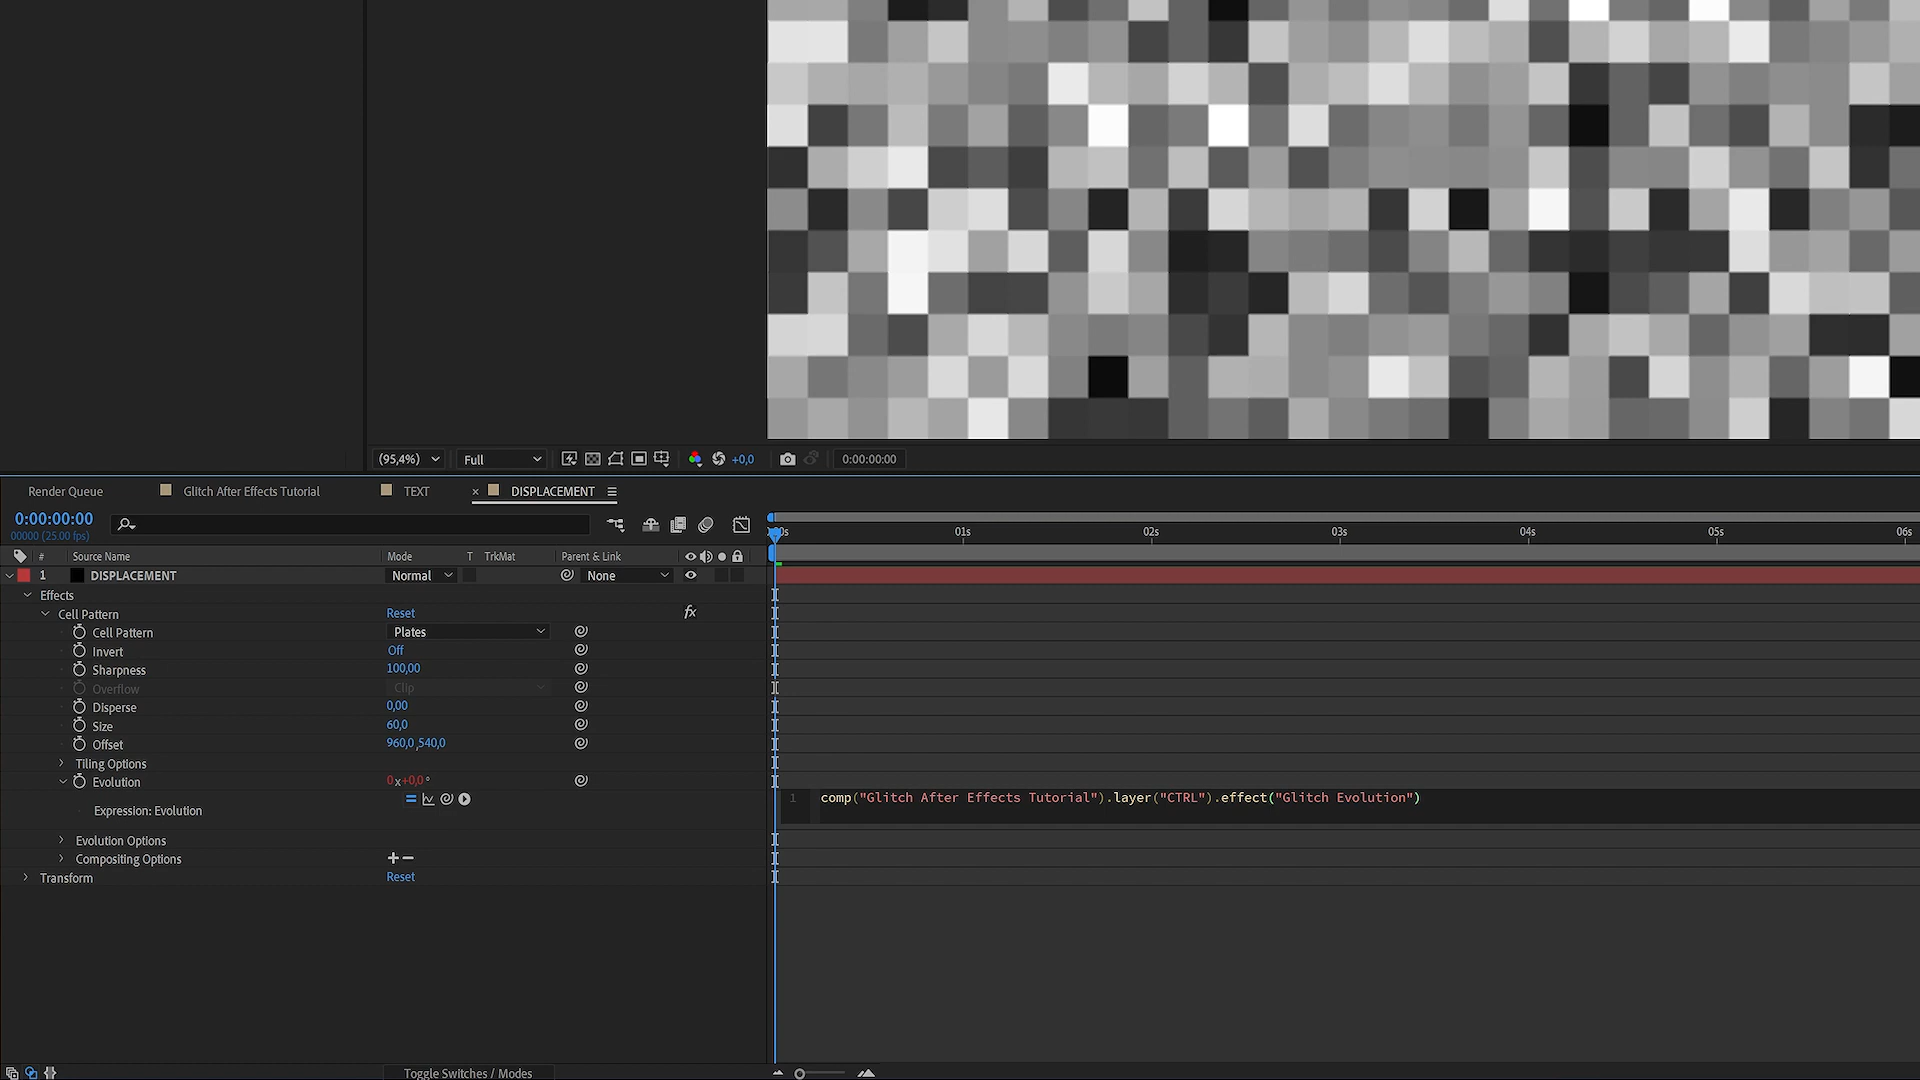 (95,4%) Full +0,0 0:00:00:00
Render Queue Glitch After Effects Tutorial TEXT × DISPLACEMENT
0:00:00:00
00000 (25.00 fps)
01s 02s 03s 04s 05s 06s
# Source Name Mode T TrkMat Parent & Link
1 DISPLACEMENT Normal None
Effects
Cell Pattern Reset fx
Cell Pattern Plates
Invert Off
Sharpness 100,00
Overflow Clip
Disperse 0,00
Size 60,0
Offset 960,0 ,540,0
Tiling Options
Evolution 0x+0,0°
1 comp("Glitch After Effects Tutorial").layer("CTRL").effect("Glitch Evolution")
Expression: Evolution
Evolution Options
Compositing Options + −
Transform Reset
Toggle Switches / Modes